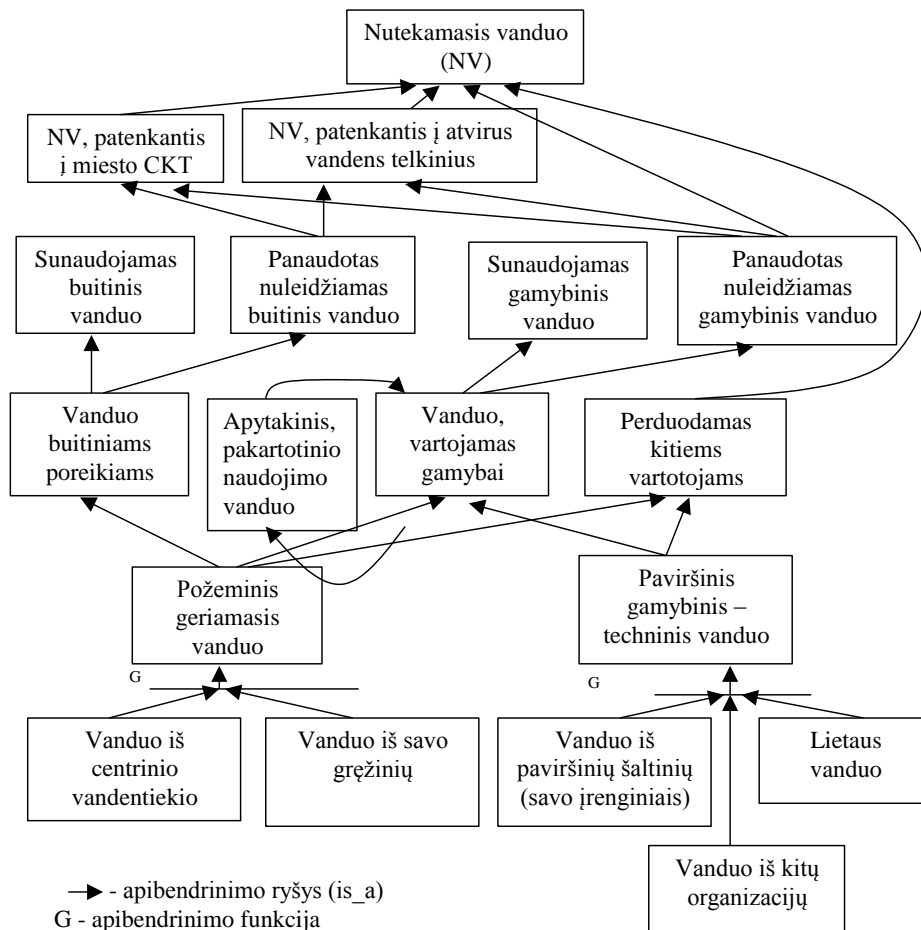 Nutekamasis vanduo
(NV)
NV, patenkantis
į miesto CKT
NV, patenkantis į atvirus
vandens telkinius
Sunaudojamas
buitinis
vanduo
Panaudotas
nuleidžiamas
buitinis vanduo
Sunaudojamas
gamybinis
vanduo
Panaudotas
nuleidžiamas
gamybinis vanduo
Vanduo
buitiniams
poreikiams
Apytakinis,
pakartotinio
naudojimo
vanduo
Vanduo,
vartojamas
gamybai
Perduodamas
kitiems
vartotojams
Požeminis
geriamasis
vanduo
Paviršinis
gamybinis –
techninis vanduo
G
G
Vanduo iš
centrinio
vandentiekio
Vanduo iš savo
gręžinių
Vanduo iš
paviršinių šaltinių
(savo įrenginiais)
Lietaus
vanduo
Vanduo iš kitų
organizacijų
- apibendrinimo ryšys (is_a)
G - apibendrinimo funkcija